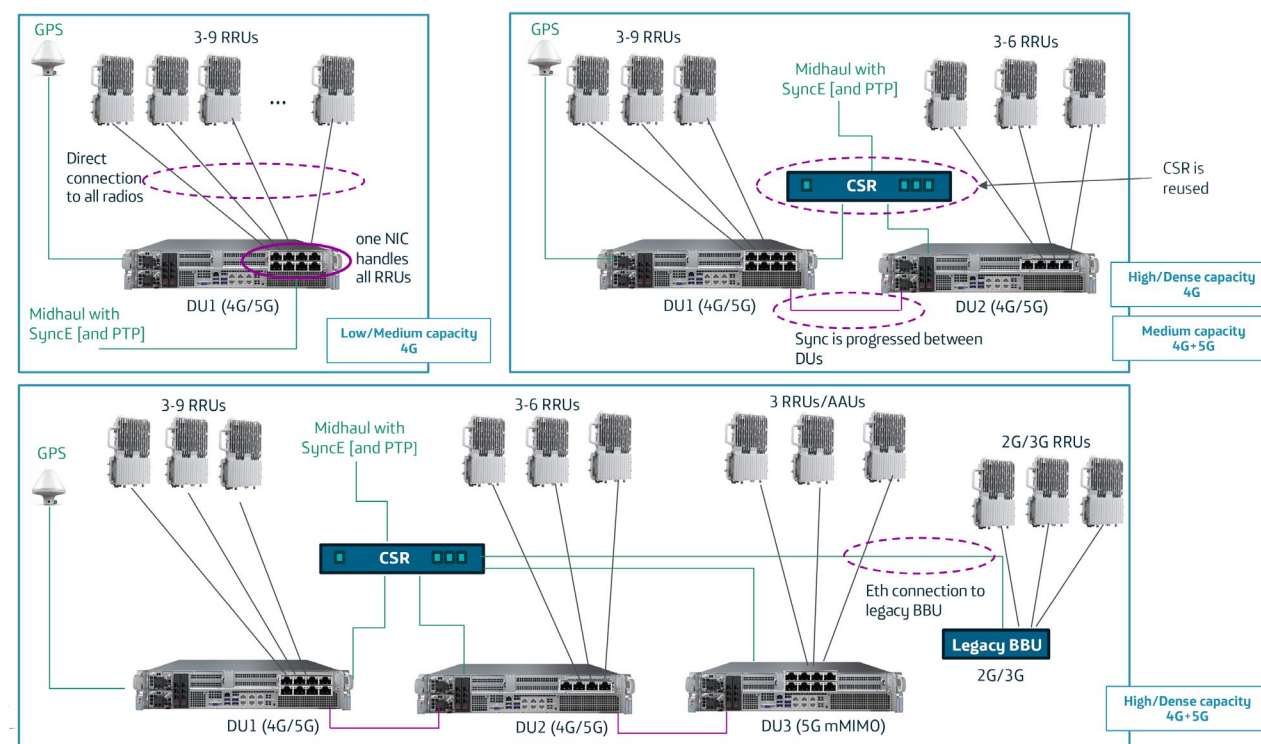 GPS
3-9 RRUs
...
Direct
connection
to all radios
one NIC
handles
all RRUs
DU1 (4G/5G)
Midhaul with
SyncE [and PTP]
Low/Medium capacity
4G
GPS
3-9 RRUs
3-6 RRUs
Midhaul with
SyncE [and PTP]
CSR
CSR is
reused
DU1 (4G/5G)
DU2 (4G/5G)
Sync is progressed between
DUs
High/Dense capacity
4G
Medium capacity
4G+5G
3-9 RRUs
3-6 RRUs
3 RRUs/AAUs
2G/3G RRUs
GPS
Midhaul with
SyncE [and PTP]
CSR
Eth connection to
legacy BBU
Legacy BBU
2G/3G
DU1 (4G/5G)
DU2 (4G/5G)
DU3 (5G mMIMO)
High/Dense capacity
4G+5G